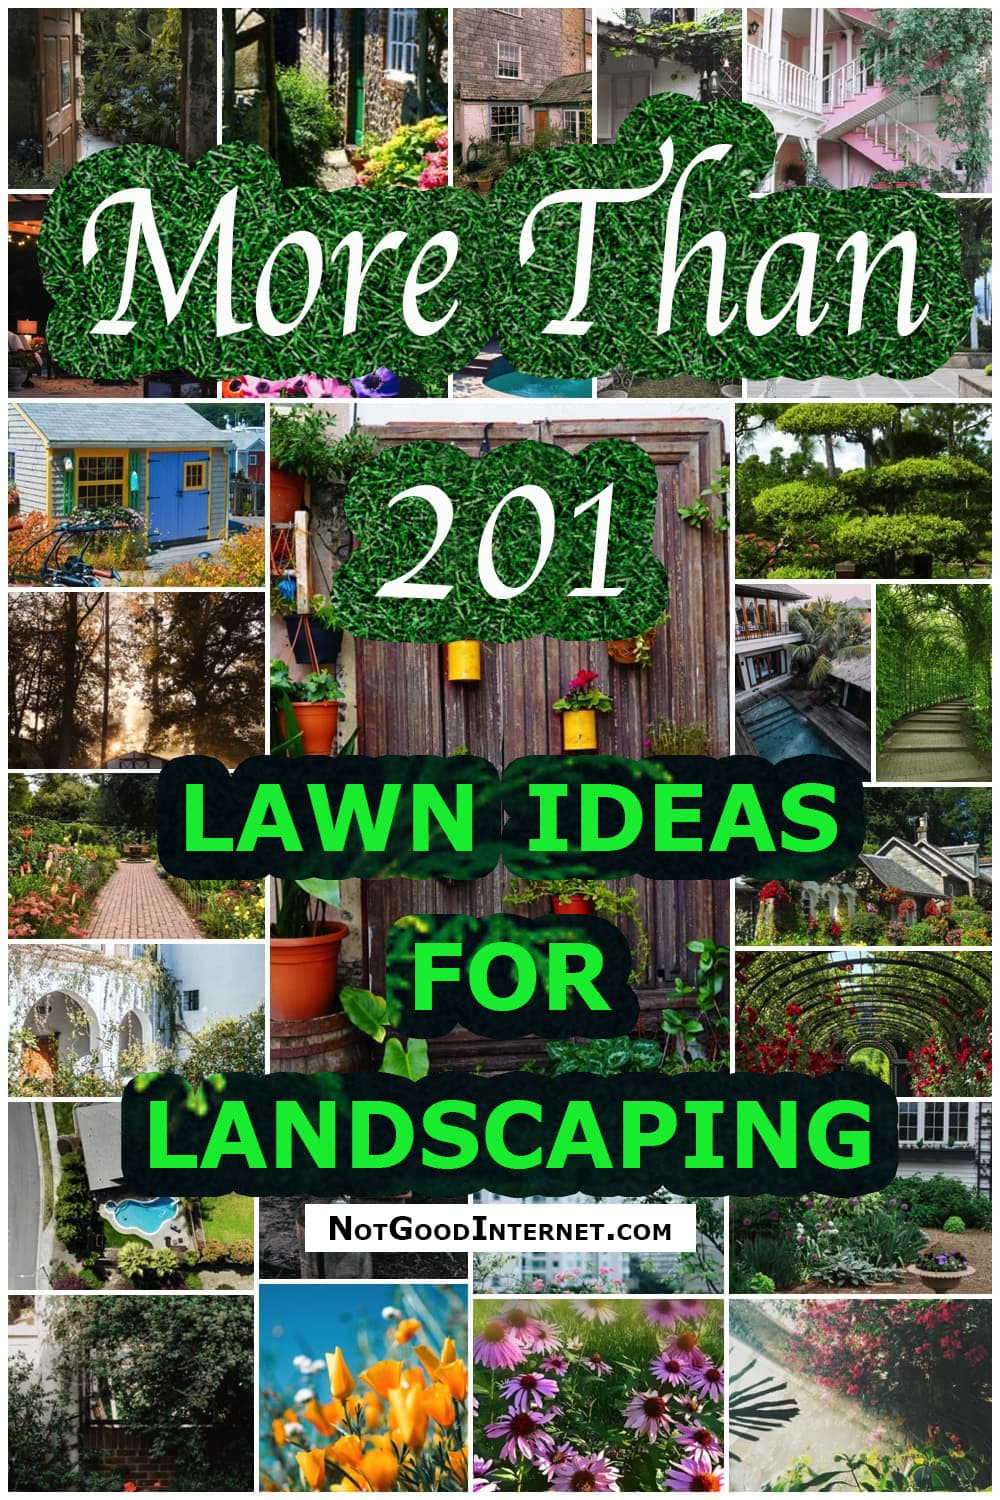 More Than
201
LAWN IDEAS
FOR
LANDSCAPING
NOTGOODINTERNET.COM